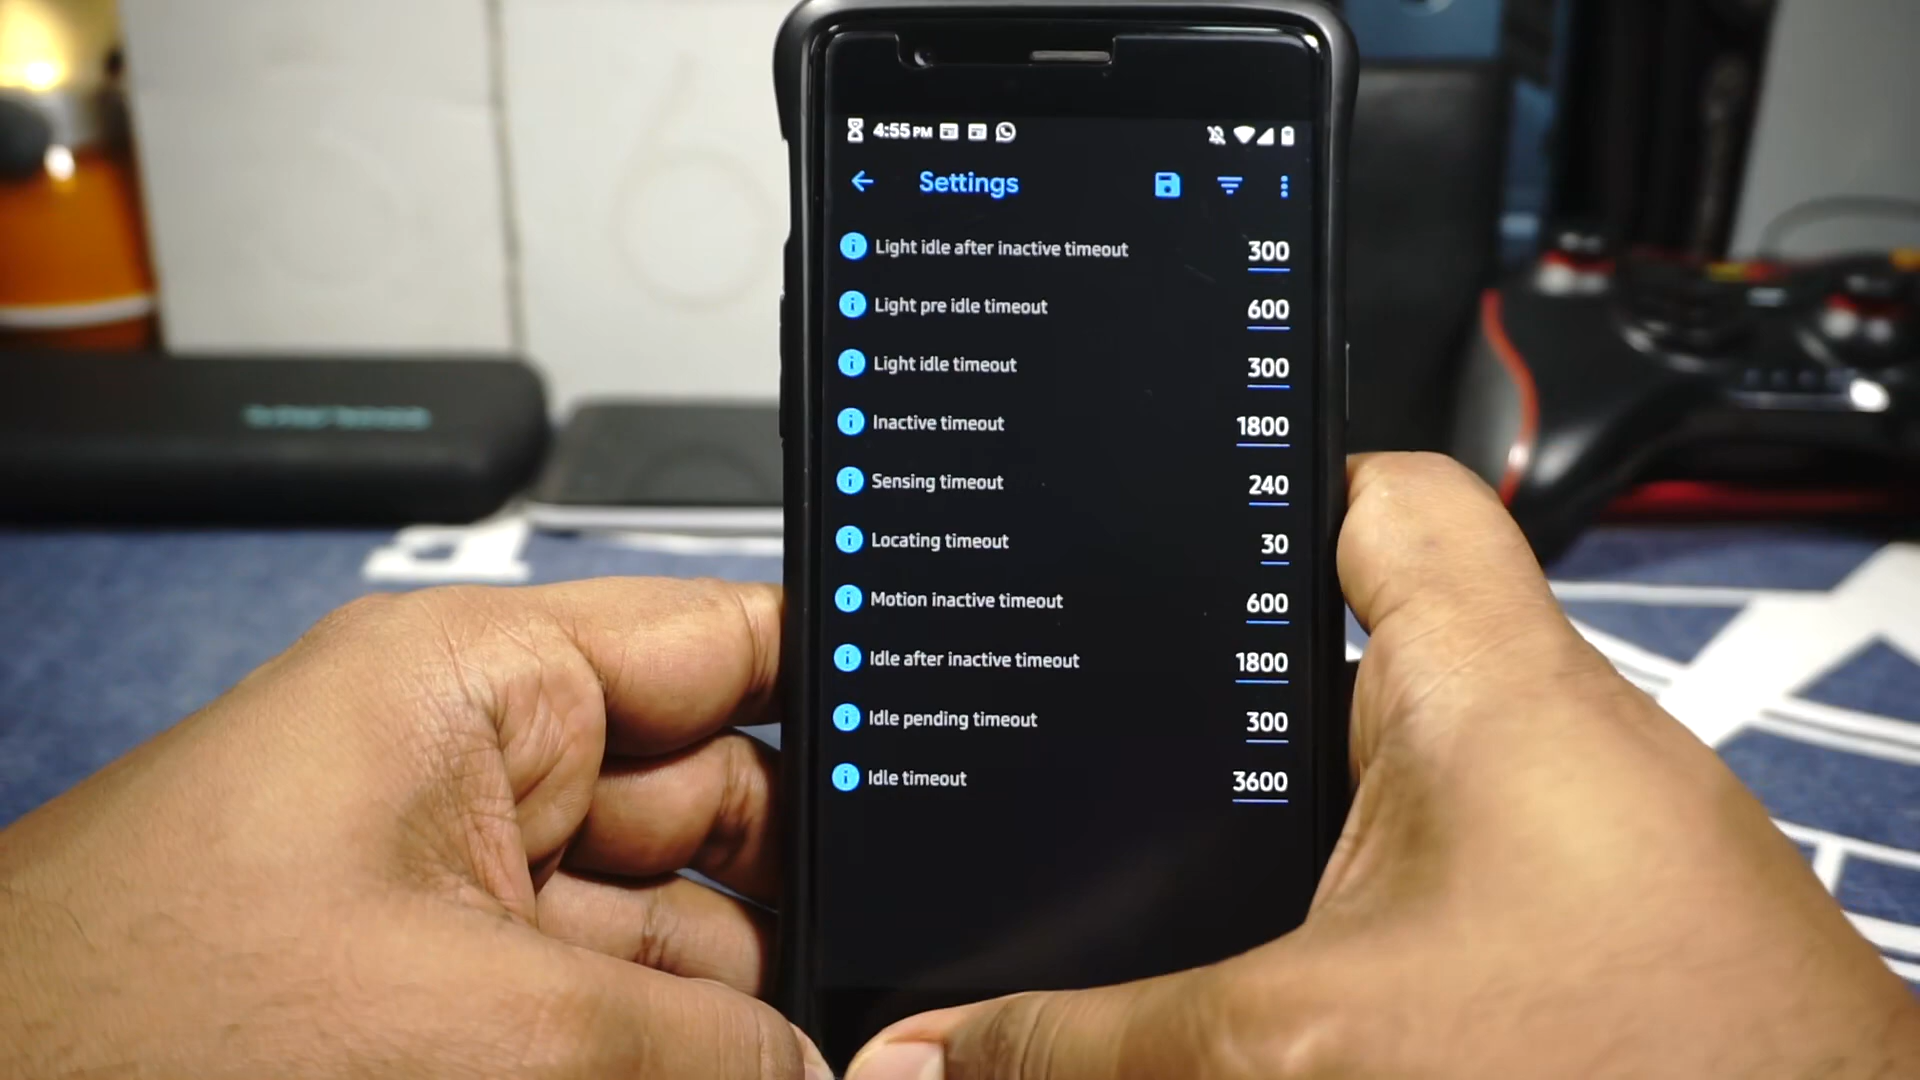 4:55 PM
Settings
Light idle after inactive timeout 300
Light pre idle timeout 600
Light idle timeout 300
Inactive timeout 1800
Sensing timeout 240
Locating timeout 30
Motion inactive timeout 600
Idle after inactive timeout 1800
Idle pending timeout 300
Idle timeout 3600